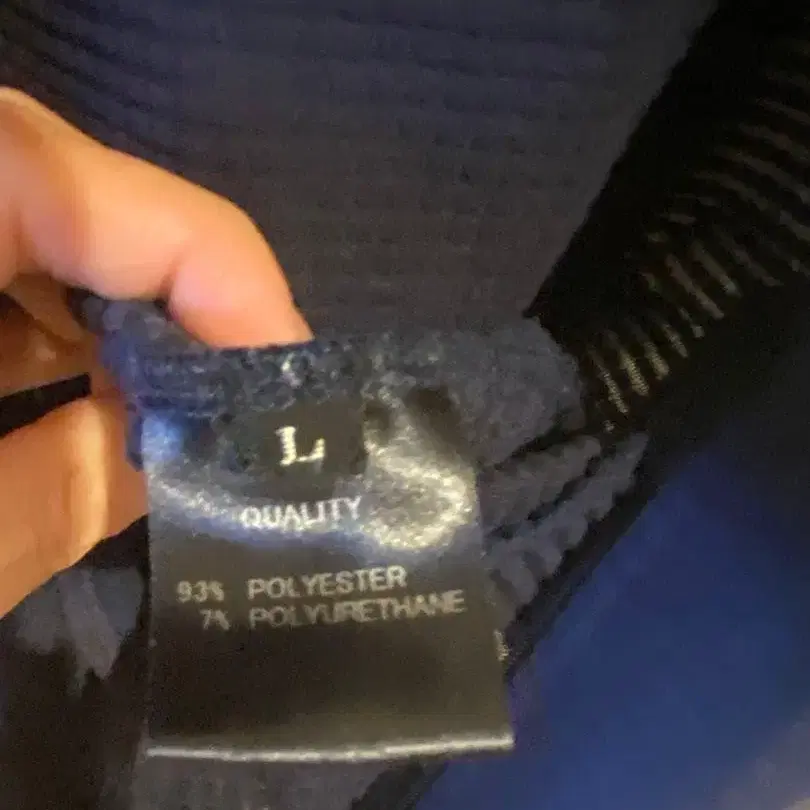 L
QUALITY
93% POLYESTER
7% POLYURETHANE